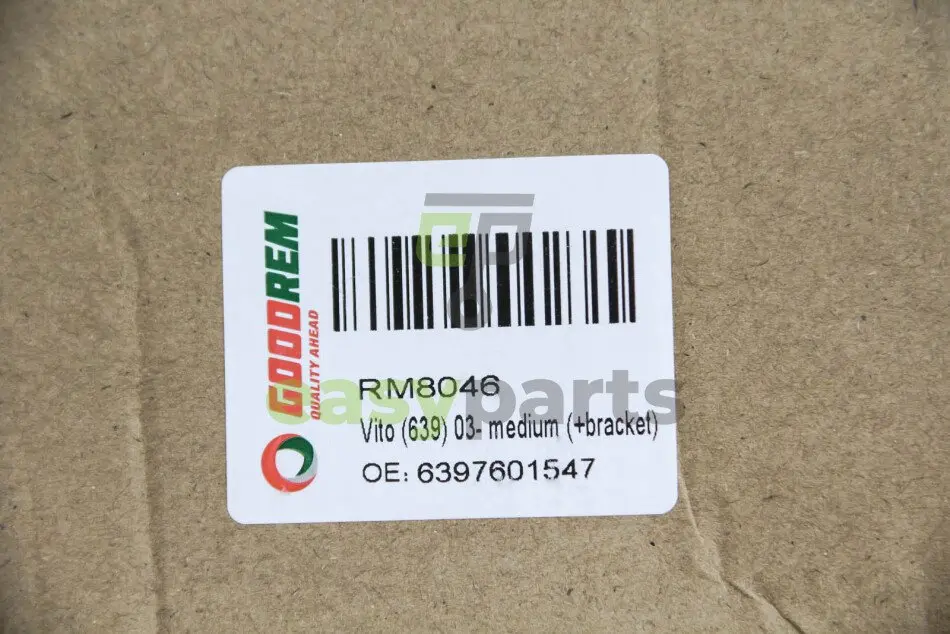 GOODREM
QUALITY AHEAD
RM8046
Vito (639) 03- medium (+bracket)
OE: 6397601547
easyparts